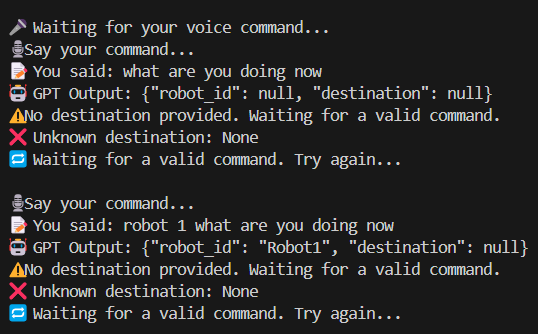 🎤 Waiting for your voice command...
🎙️Say your command...
📝 You said: what are you doing now
🤖 GPT Output: {"robot_id": null, "destination": null}
⚠️No destination provided. Waiting for a valid command.
❌ Unknown destination: None
🔁 Waiting for a valid command. Try again...
🎙️Say your command...
📝 You said: robot 1 what are you doing now
🤖 GPT Output: {"robot_id": "Robot1", "destination": null}
⚠️No destination provided. Waiting for a valid command.
❌ Unknown destination: None
🔁 Waiting for a valid command. Try again...